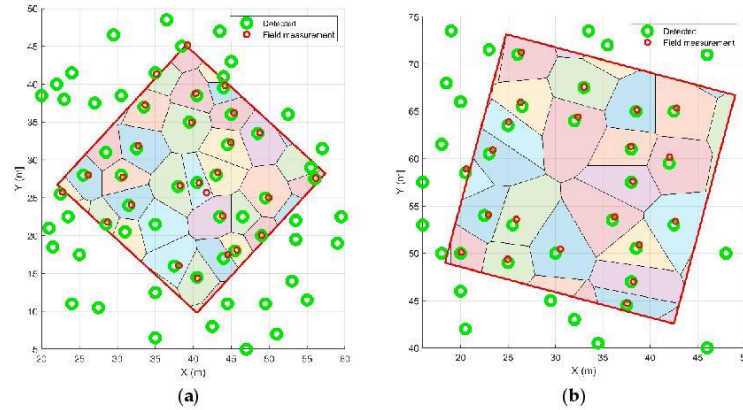 Detected
Field measurement
50
45
40
35
30
25
20
15
10
5
20 25 30 35 40 45 50 55 60
Y (m)
X (m)
(a)
Detected
Field measurement
75
70
65
60
55
50
45
40
20 25 30 35 40 45
Y (m)
X (m)
(b)